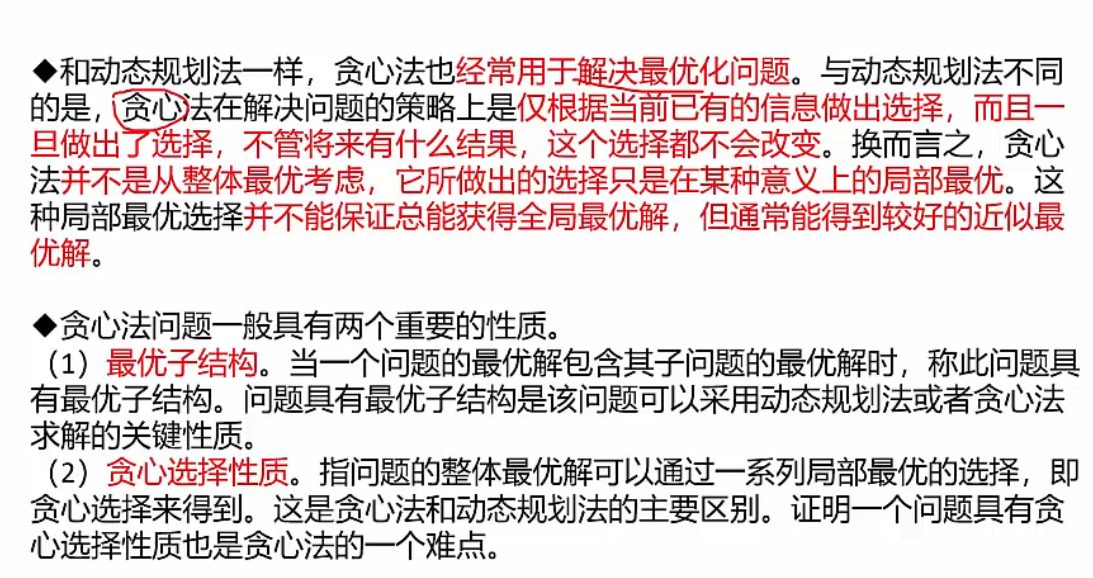 ◆和动态规划法一样，贪心法也经常用于解决最优化问题。与动态规划法不同
的是，贪心法在解决问题的策略上是仅根据当前已有的信息做出选择，而且一
旦做出了选择，不管将来有什么结果，这个选择都不会改变。换而言之，贪心
法并不是从整体最优考虑，它所做出的选择只是在某种意义上的局部最优。这
种局部最优选择并不能保证总能获得全局最优解，但通常能得到较好的近似最
优解。
◆贪心法问题一般具有两个重要的性质。
（1）最优子结构。当一个问题的最优解包含其子问题的最优解时，称此问题具
有最优子结构。问题具有最优子结构是该问题可以采用动态规划法或者贪心法
求解的关键性质。
（2）贪心选择性质。指问题的整体最优解可以通过一系列局部最优的选择，即
贪心选择来得到。这是贪心法和动态规划法的主要区别。证明一个问题具有贪
心选择性质也是贪心法的一个难点。